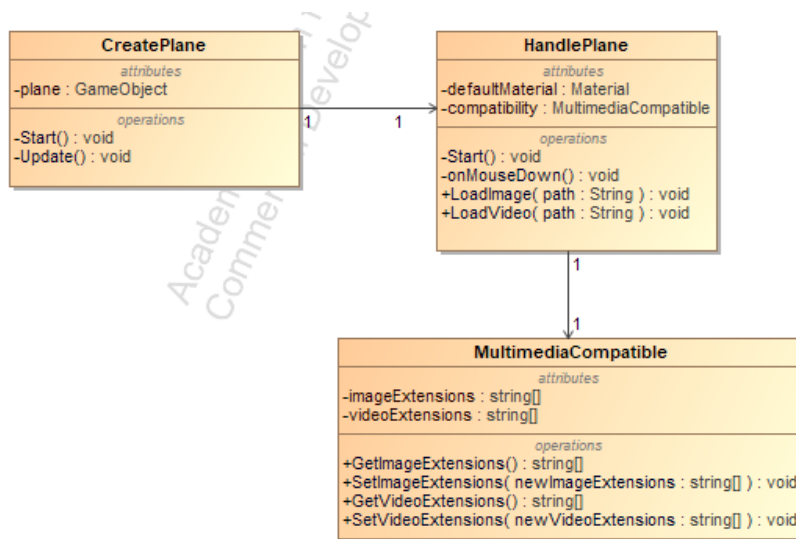 CreatePlane
attributes
-plane : GameObject
operations
-Start() : void
-Update() : void
1
1
HandlePlane
attributes
-defaultMaterial : Material
-compatibility : MultimediaCompatible
operations
-Start() : void
-onMouseDown() : void
+LoadImage( path : String ) : void
+LoadVideo( path : String ) : void
1
1
MultimediaCompatible
attributes
-imageExtensions : string[]
-videoExtensions : string[]
operations
+GetImageExtensions() : string[]
+SetImageExtensions( newImageExtensions : string[] ) : void
+GetVideoExtensions() : string[]
+SetVideoExtensions( newVideoExtensions : string[] ) : void